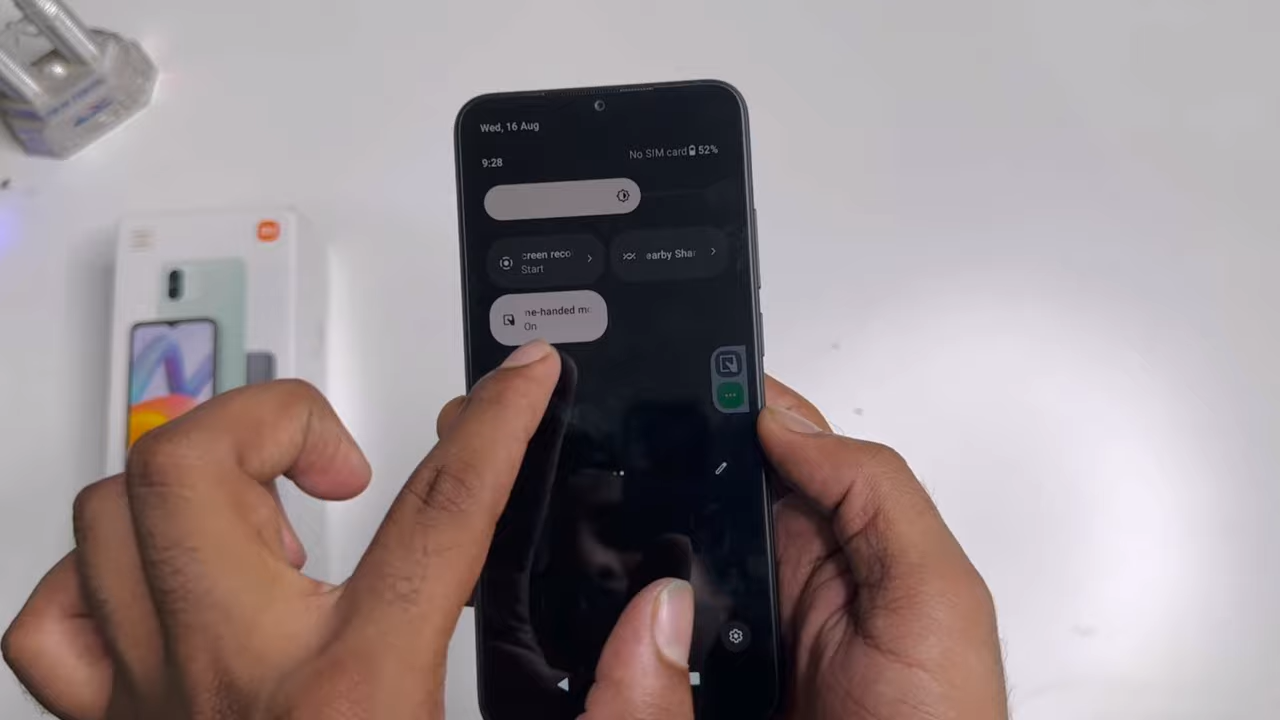 Wed, 16 Aug
9:28
No SIM card 52%
creen reco
Start
earby Shar
ne-handed mo
On